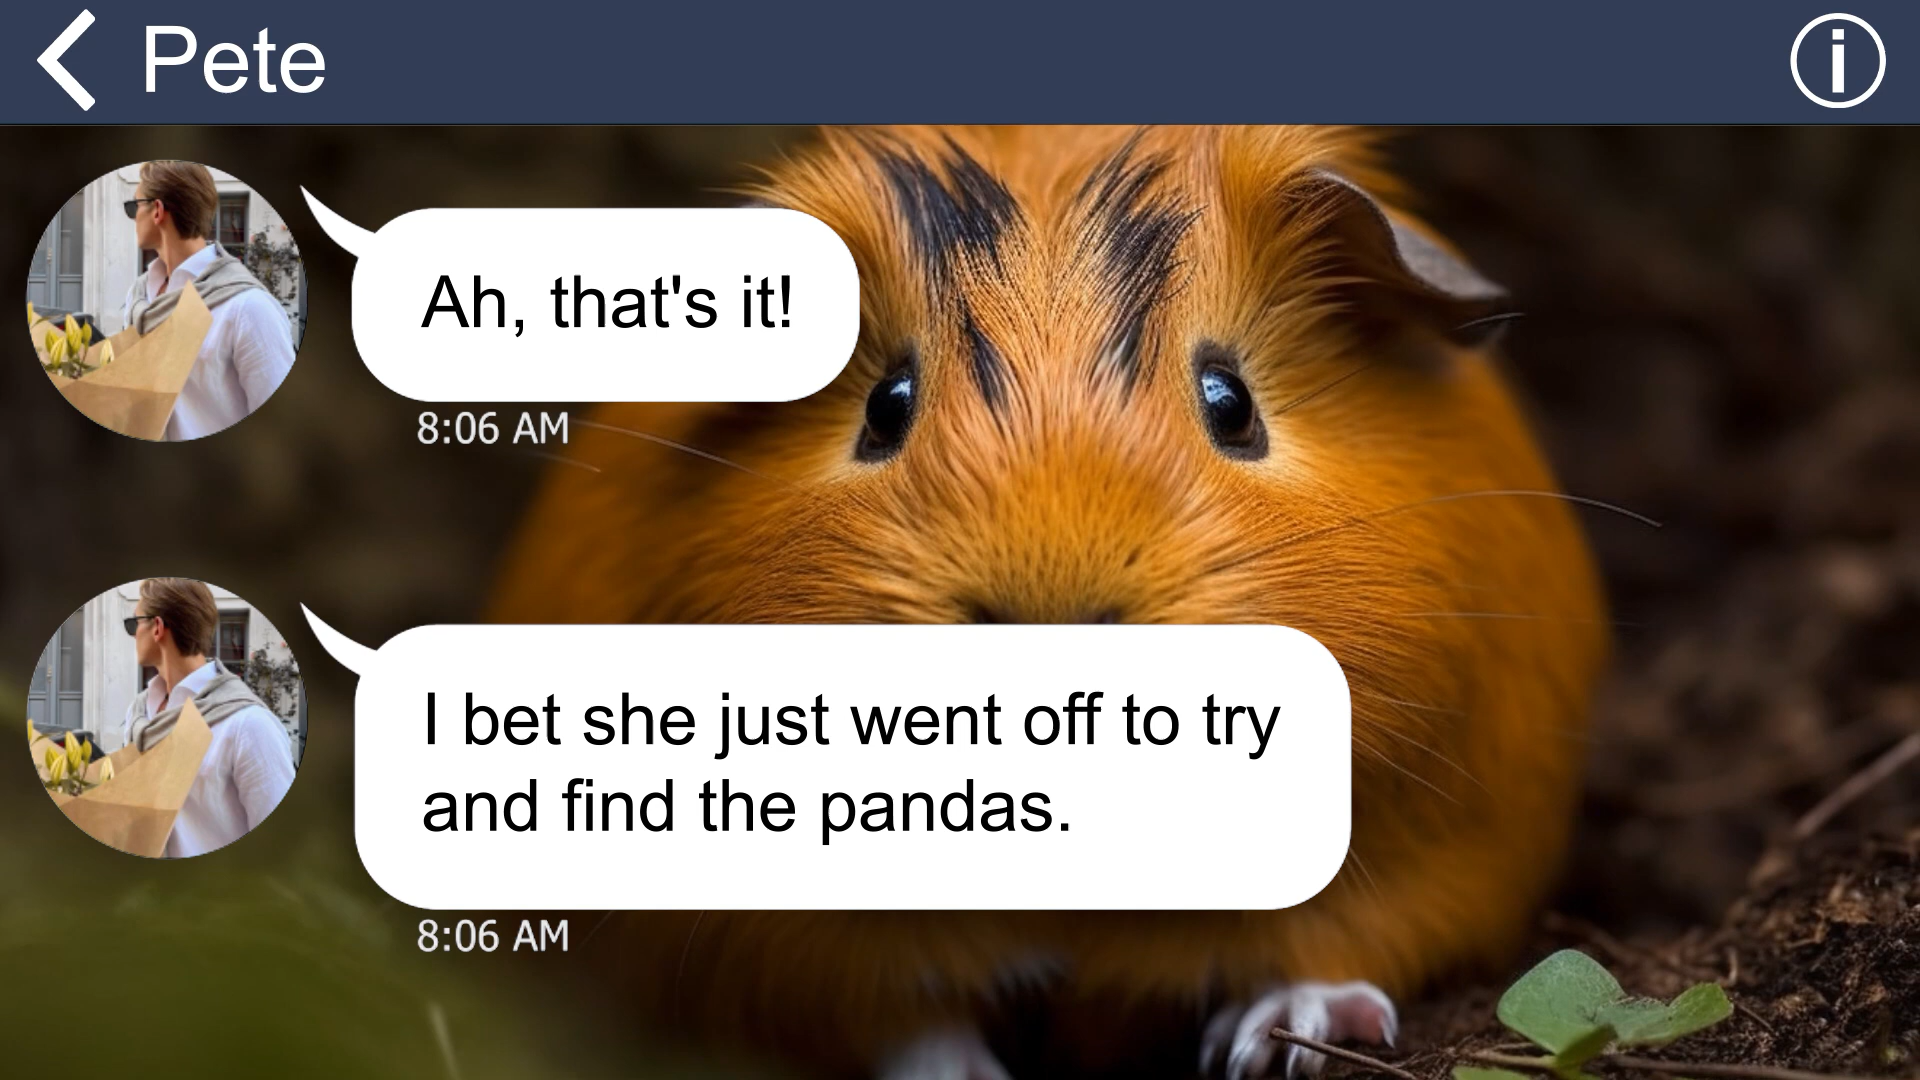 Pete
Ah, that's it!
8:06 AM
I bet she just went off to try
and find the pandas.
8:06 AM